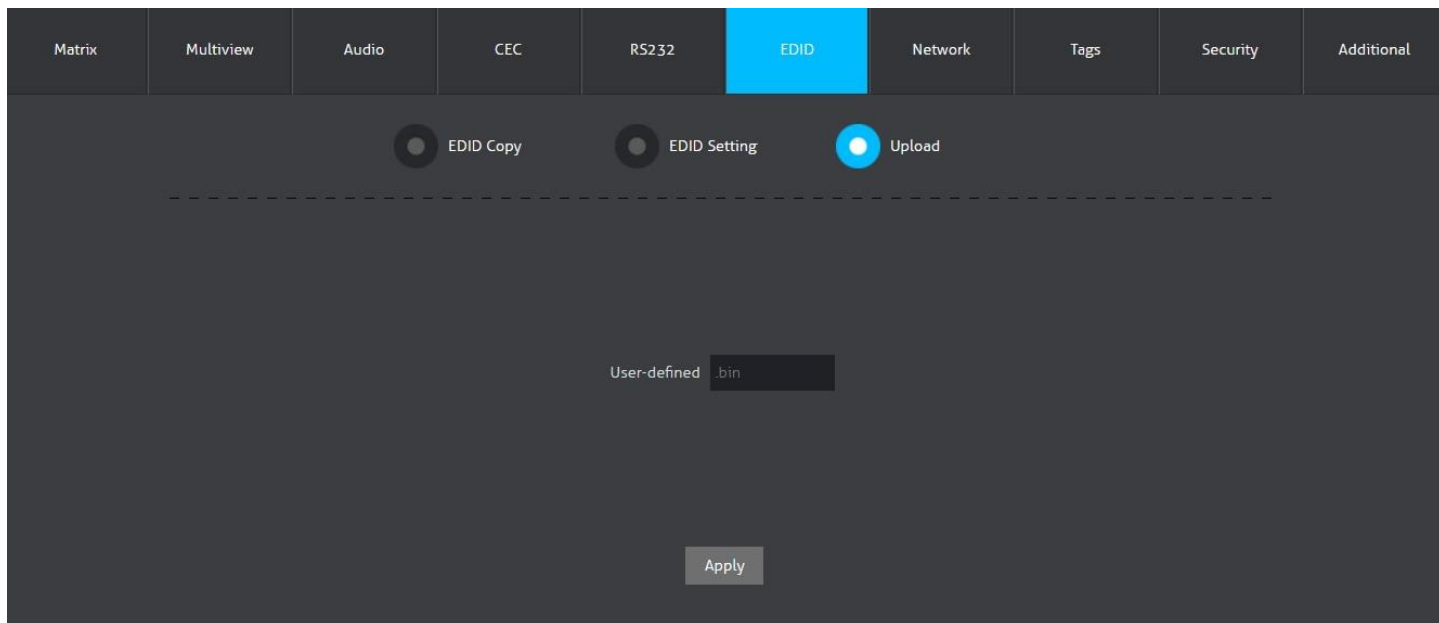 Matrix Multiview Audio CEC RS232 EDID Network Tags Security Additional
EDID Copy EDID Setting Upload
User-defined .bin
Apply